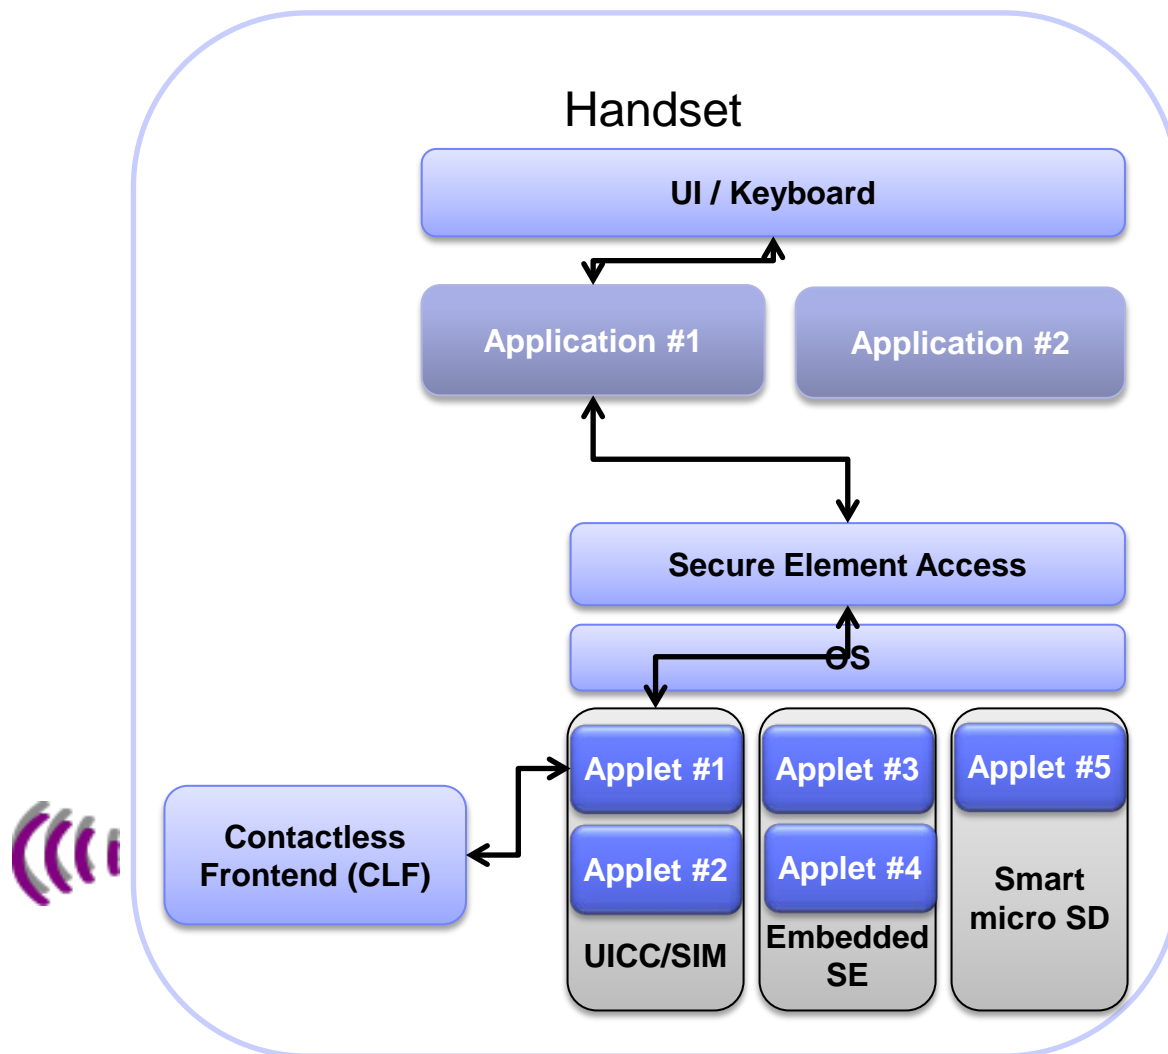 Handset
UI / Keyboard
Application #1
Application #2
Secure Element Access
OS
Applet #1
Applet #3
Applet #5
Contactless
Frontend (CLF)
Applet #2
Applet #4
Smart
micro SD
UICC/SIM
Embedded
SE